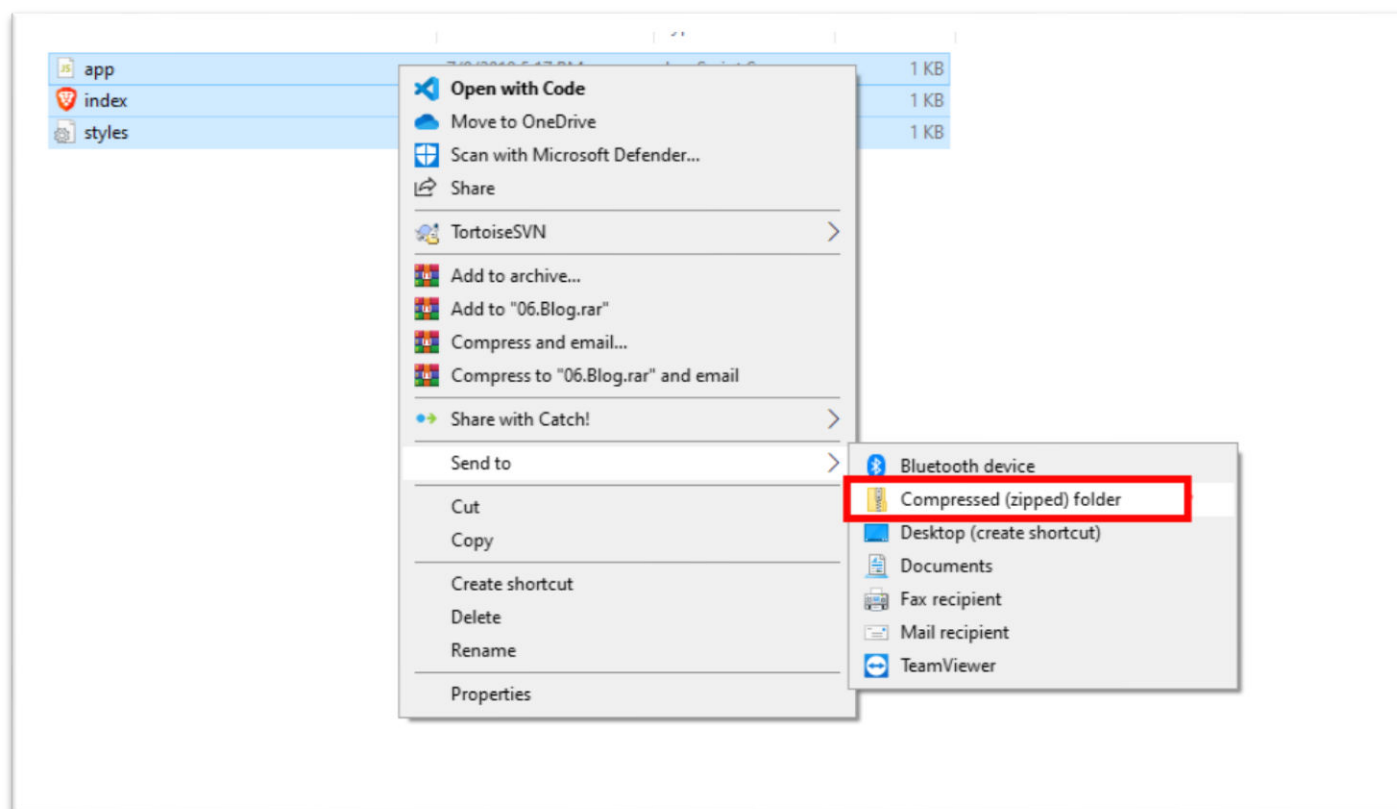 app
1 KB
index
1 KB
styles
1 KB
Open with Code
Move to OneDrive
Scan with Microsoft Defender...
Share
TortoiseSVN
Add to archive...
Add to "06.Blog.rar"
Compress and email...
Compress to "06.Blog.rar" and email
Share with Catch!
Send to
Cut
Copy
Create shortcut
Delete
Rename
Properties
Bluetooth device
Compressed (zipped) folder
Desktop (create shortcut)
Documents
Fax recipient
Mail recipient
TeamViewer